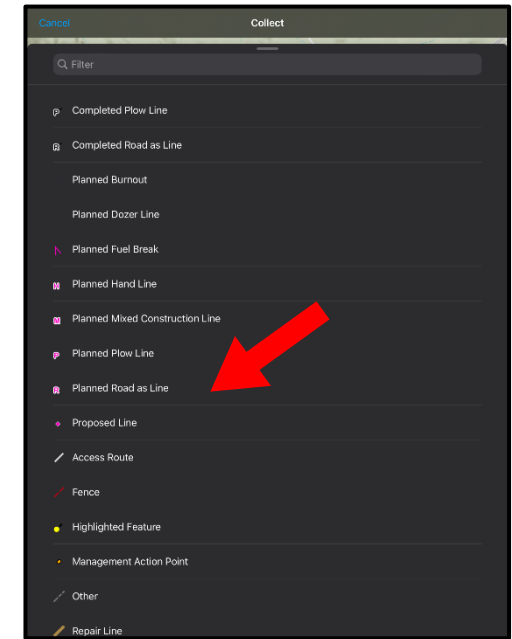 Cancel
Collect
Filter
P Completed Plow Line
R Completed Road as Line
Planned Burnout
Planned Dozer Line
Planned Fuel Break
H Planned Hand Line
M Planned Mixed Construction Line
P Planned Plow Line
R Planned Road as Line
Proposed Line
Access Route
Fence
Highlighted Feature
Management Action Point
Other
Repair Line